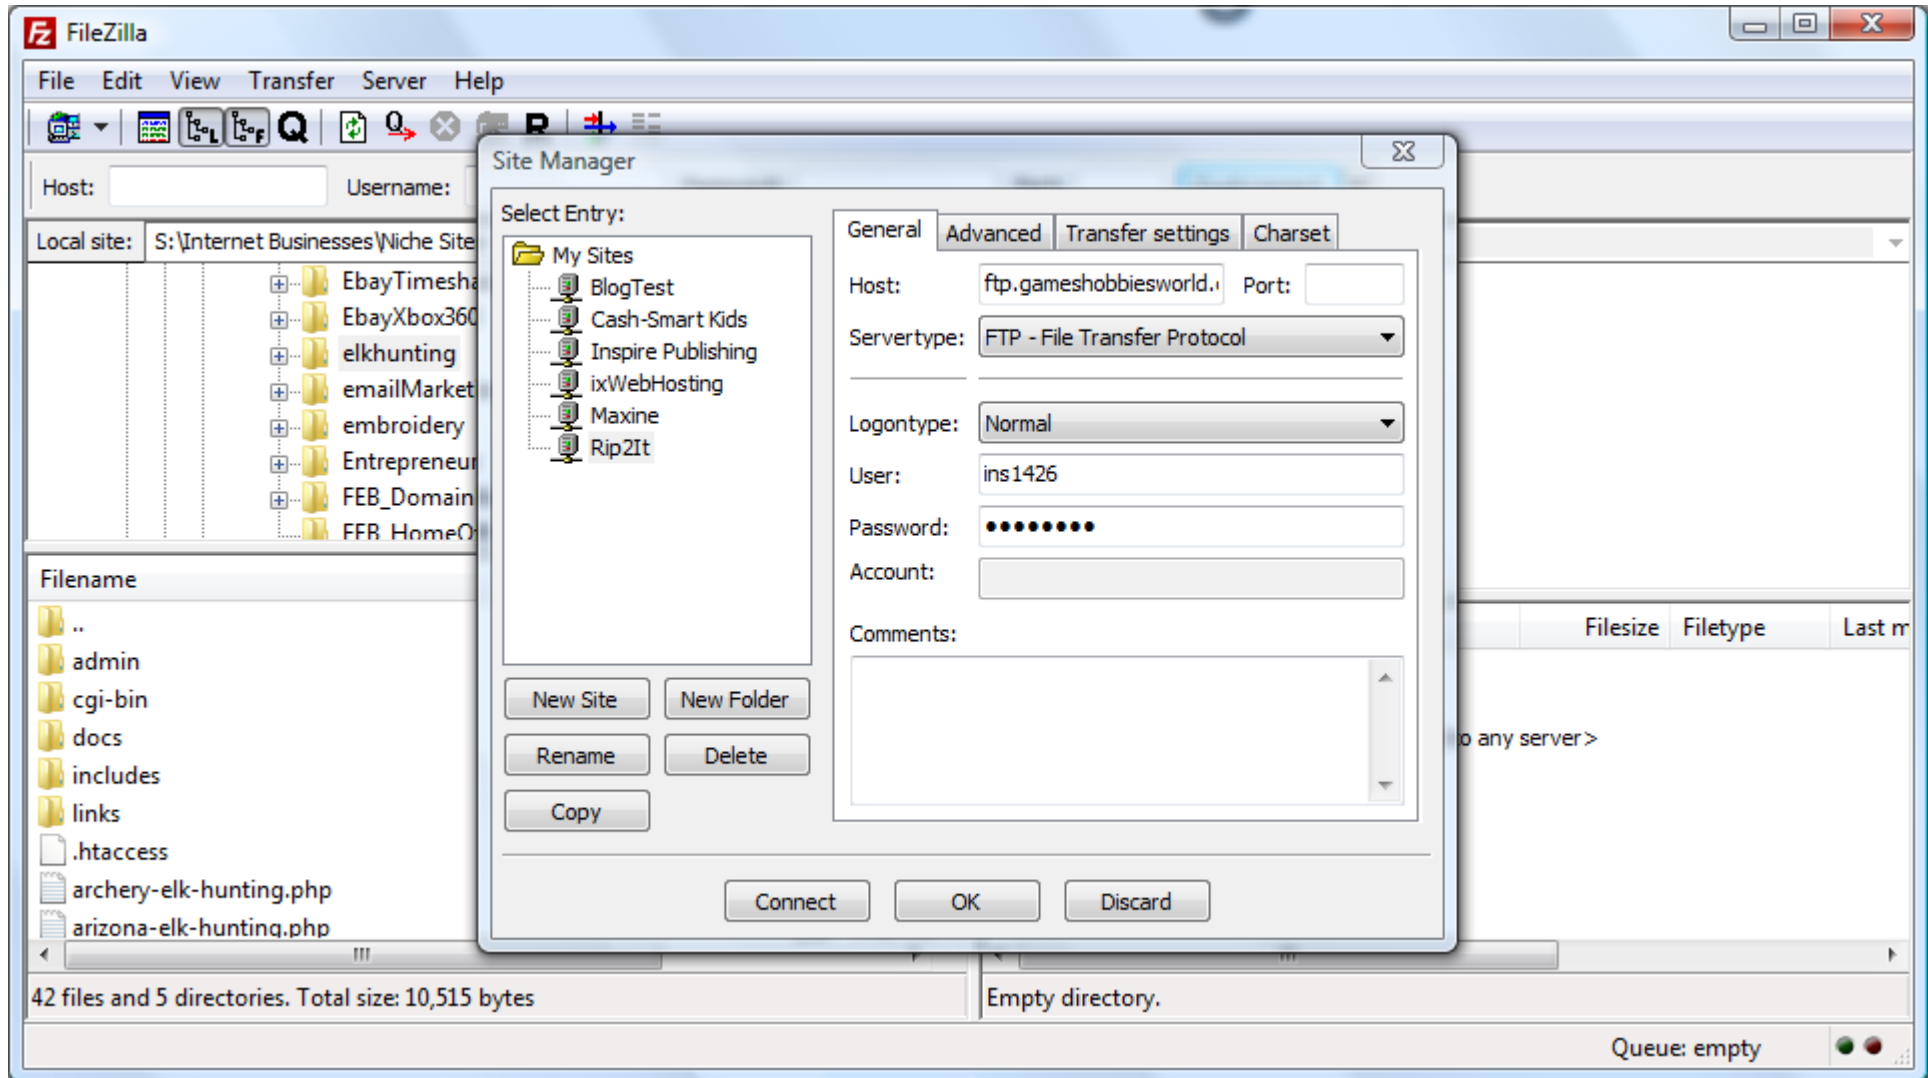 FileZilla
File Edit View Transfer Server Help
Host: Username:
Local site: S:\Internet Businesses\Niche Site
EbayTimesha
EbayXbox360
elkhunting
emailMarket
embroidery
Entrepreneur
FEB_Domain
FEB_HomeO
Filename
..
admin
cgi-bin
docs
includes
links
.htaccess
archery-elk-hunting.php
arizona-elk-hunting.php
42 files and 5 directories. Total size: 10,515 bytes
Site Manager
Select Entry:
My Sites
BlogTest
Cash-Smart Kids
Inspire Publishing
ixWebHosting
Maxine
Rip2It
New Site New Folder
Rename Delete
Copy
General Advanced Transfer settings Charset
Host: ftp.gameshobbiesworld. Port:
Servertype: FTP - File Transfer Protocol
Logontype: Normal
User: ins1426
Password: ••••••••
Account:
Comments:
Connect OK Discard
Filesize Filetype Last m
o any server>
Empty directory.
Queue: empty